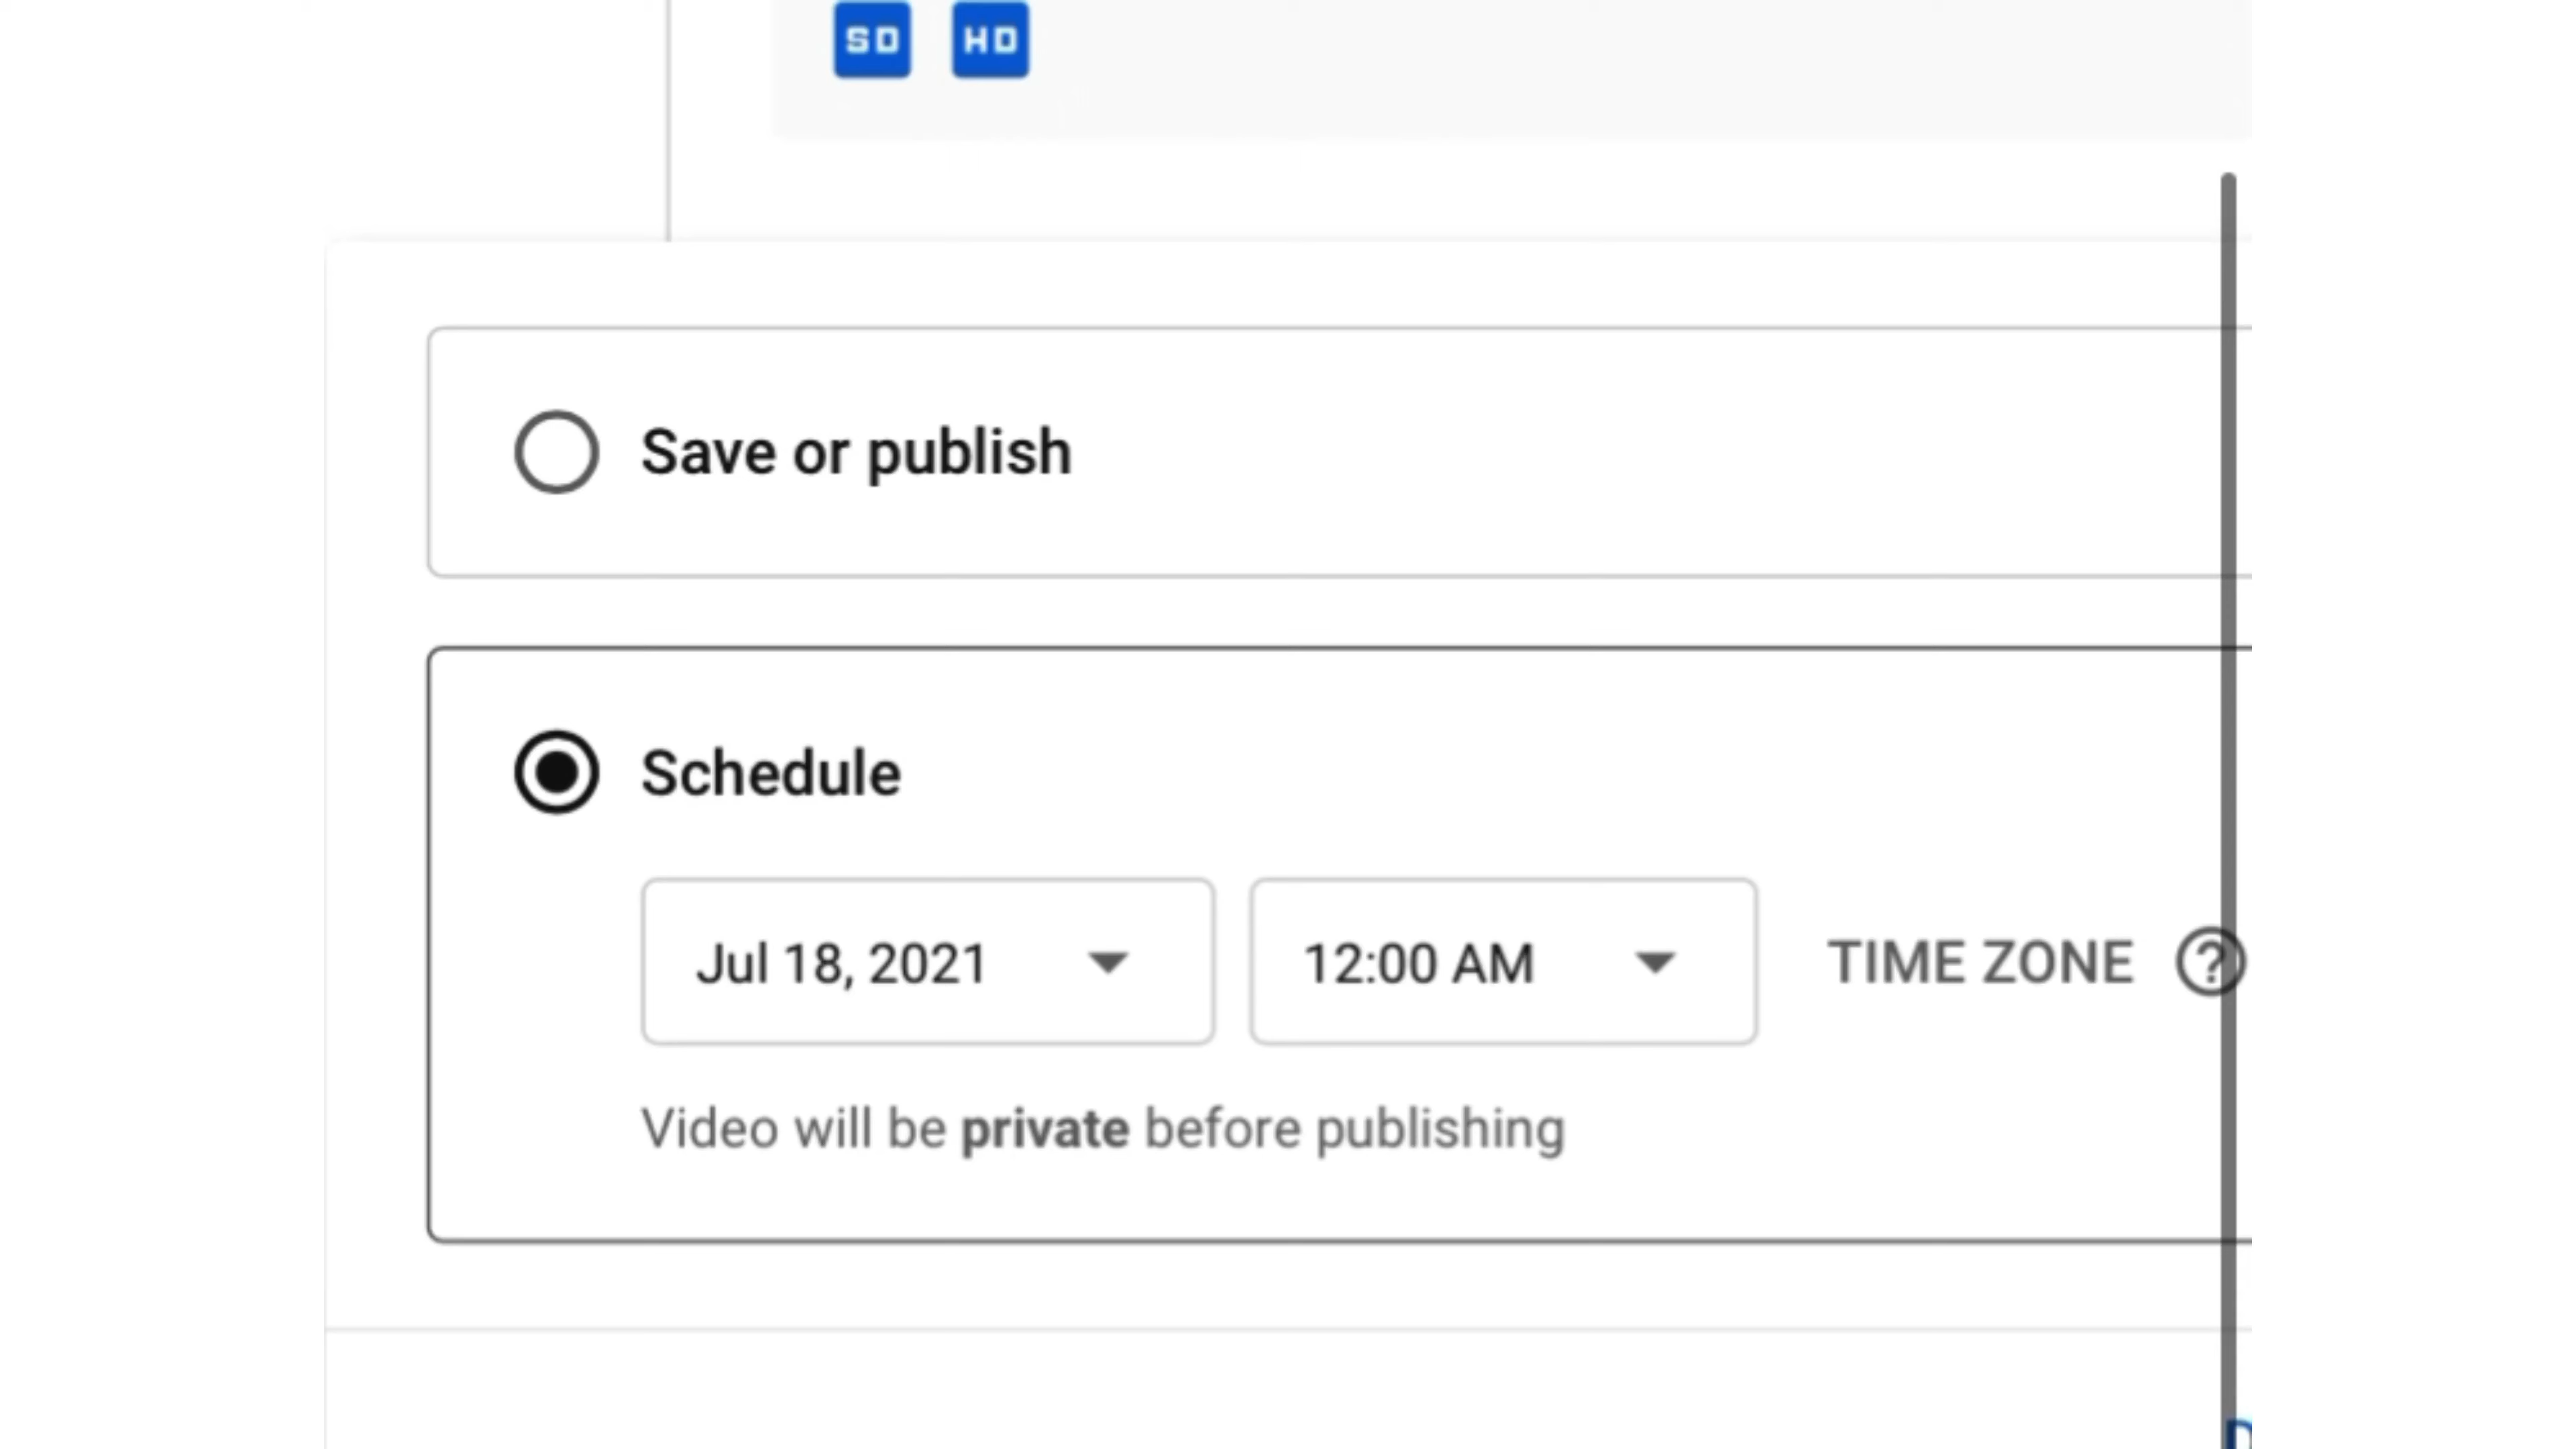 SD HD
Save or publish
Schedule
Jul 18, 2021 12:00 AM TIME ZONE ?
Video will be private before publishing